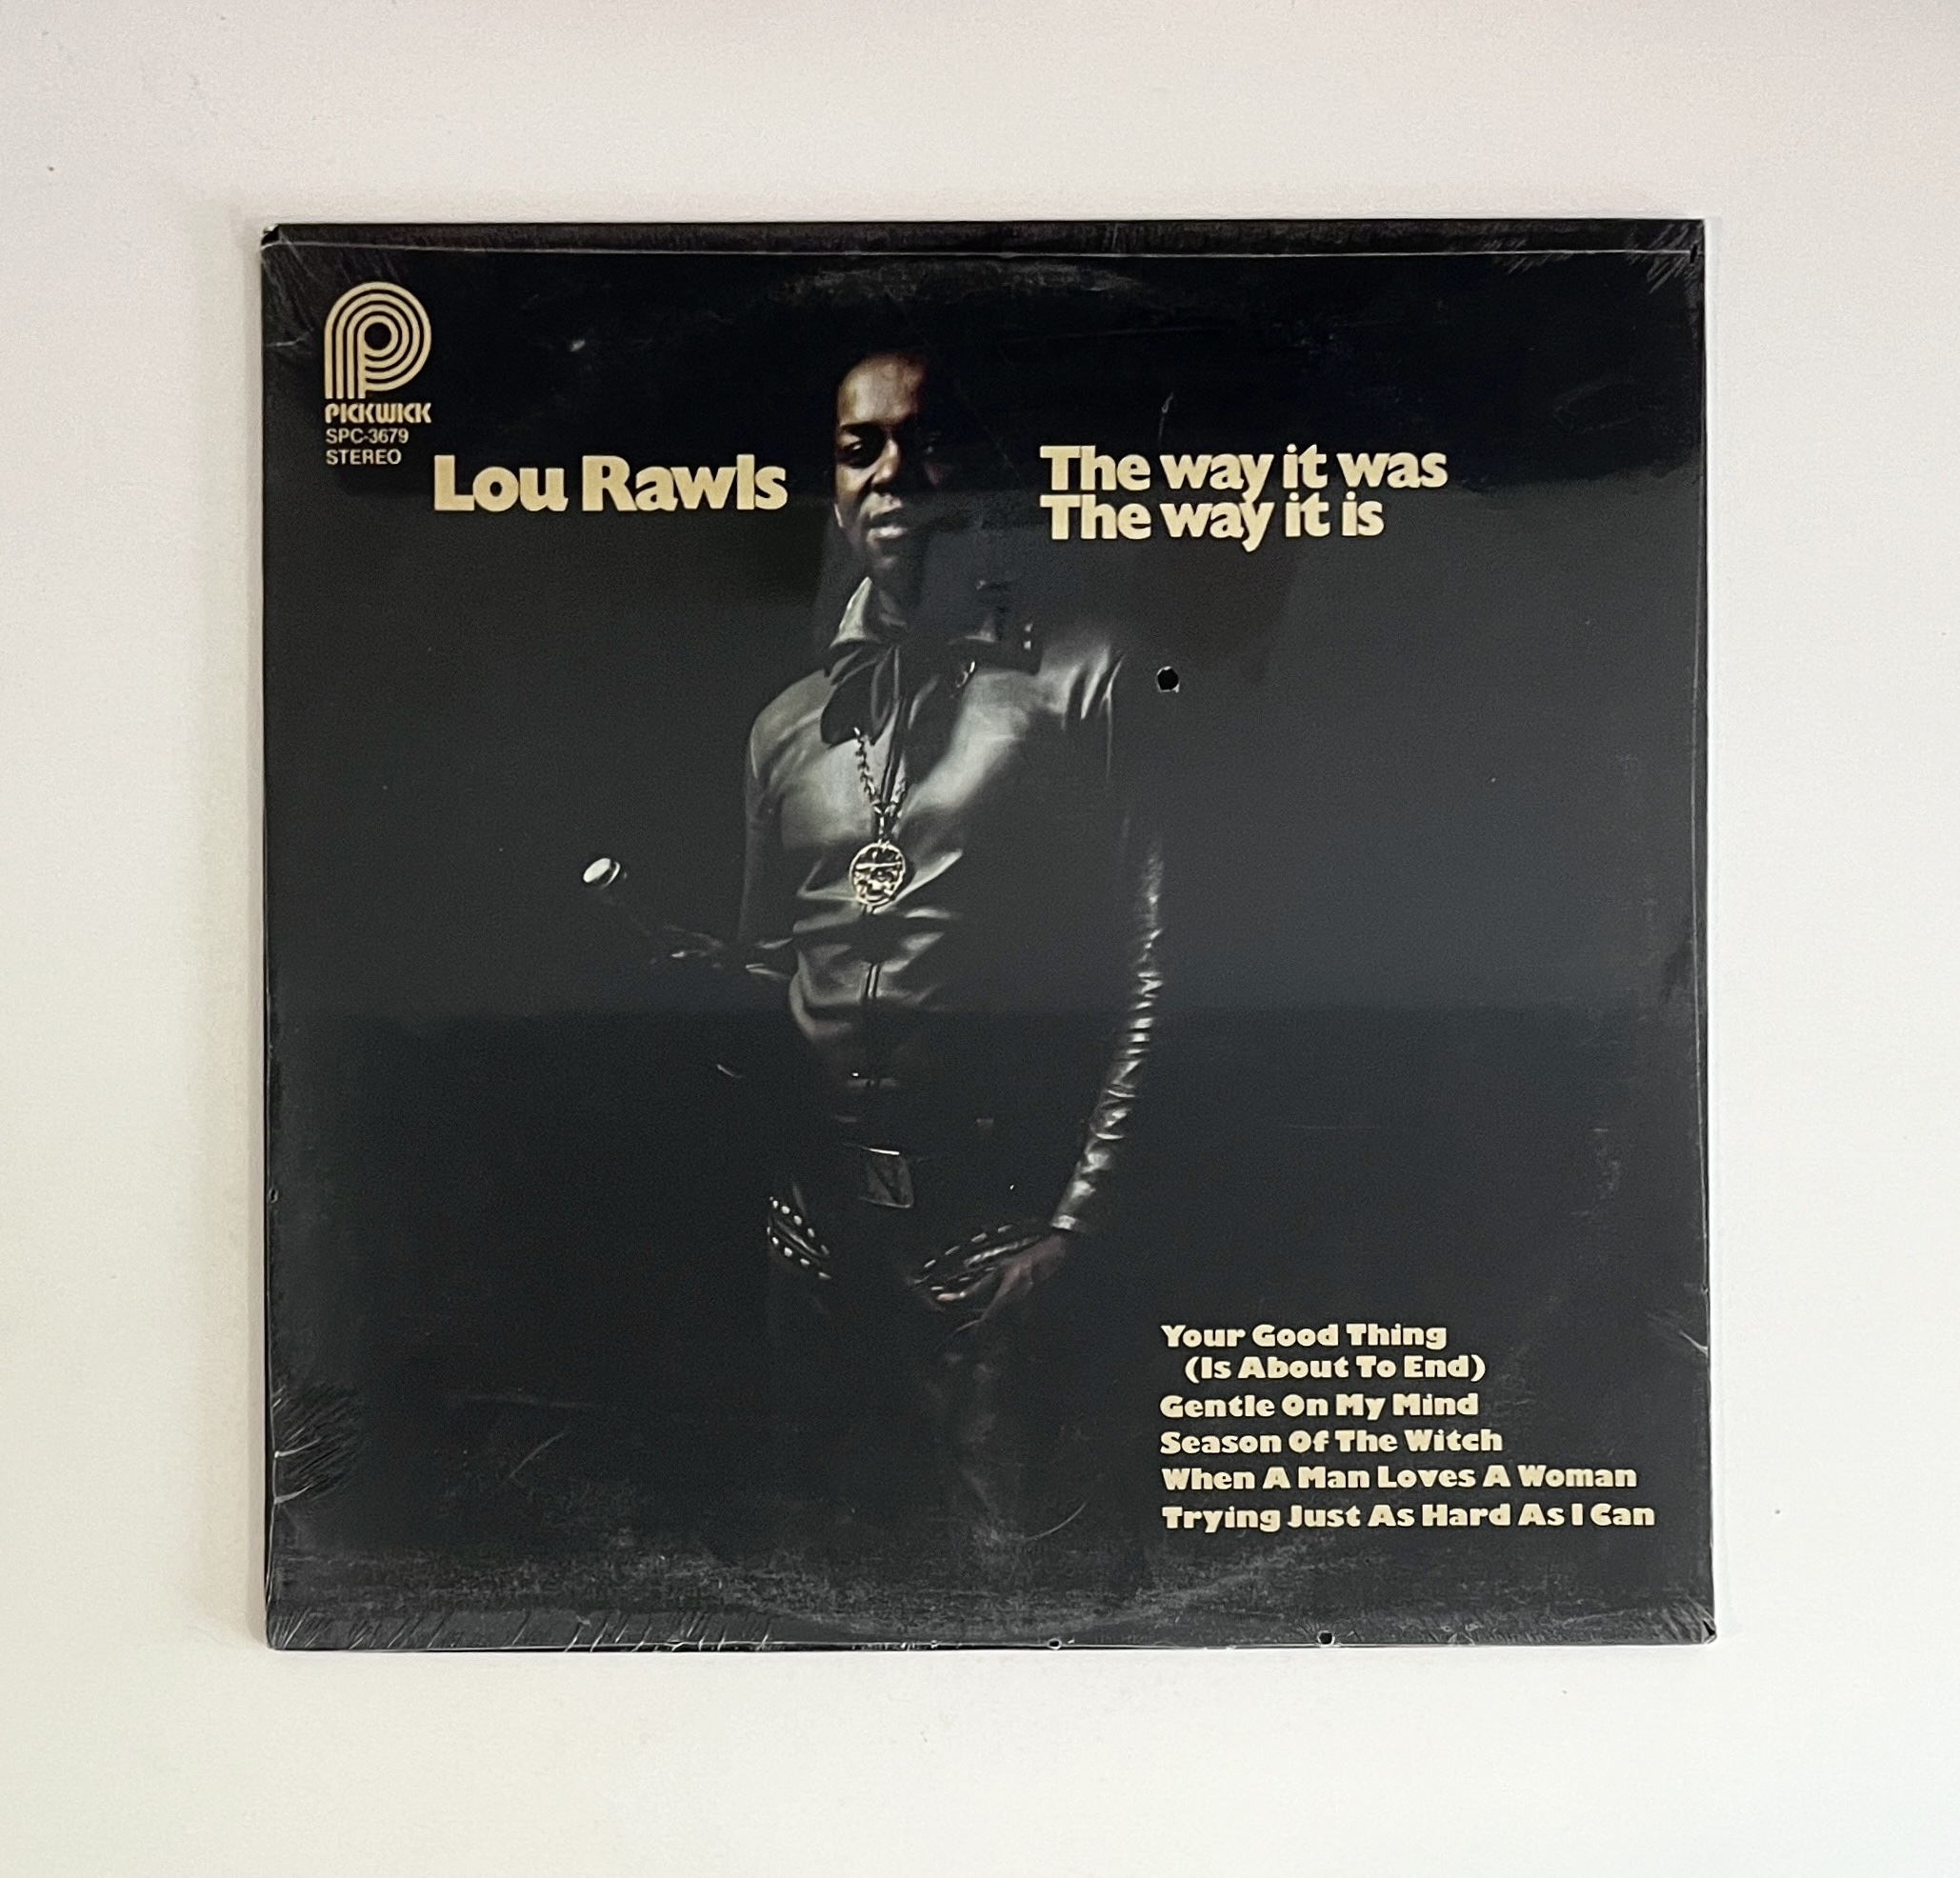 PICKWICK
SPC-3679
STEREO
Lou Rawls
The way it was
The way it is
Your Good Thing
(Is About To End)
Gentle On My Mind
Season Of The Witch
When A Man Loves A Woman
Trying Just As Hard As I Can